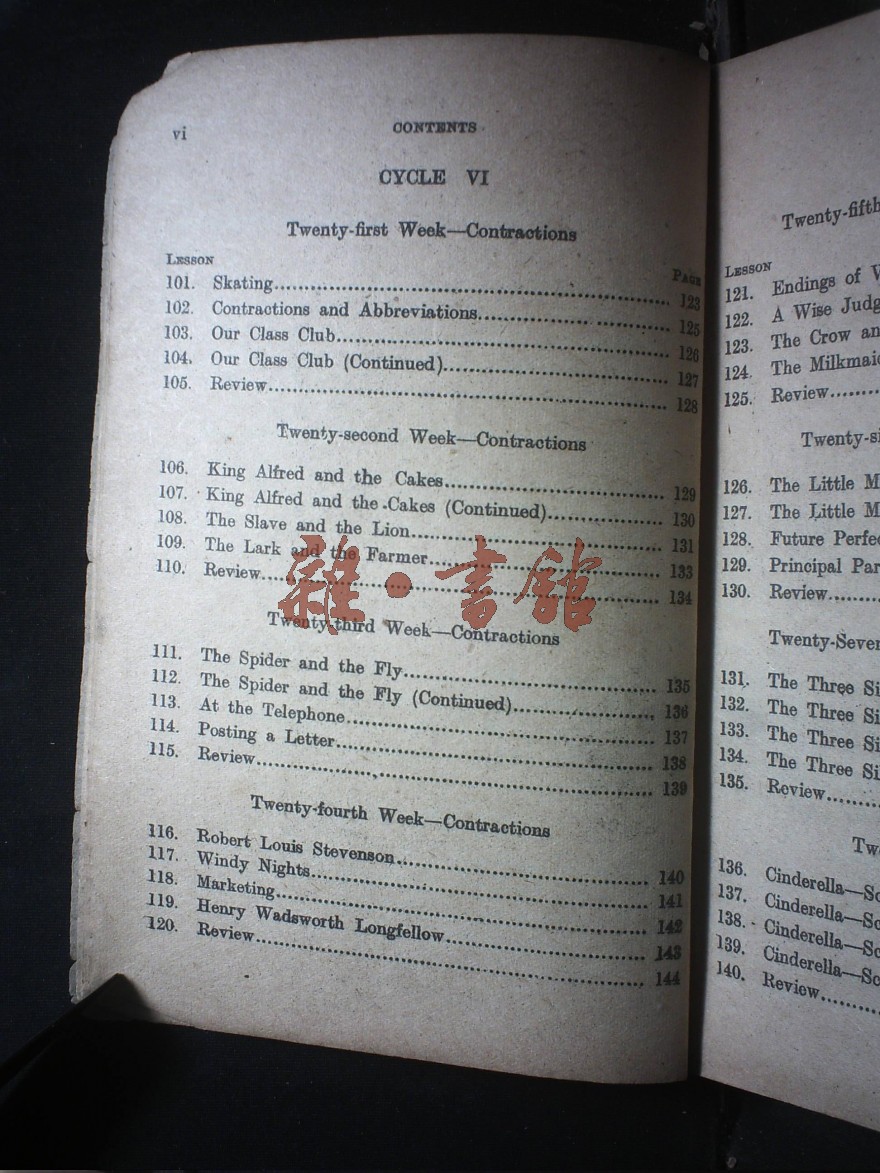 vi CONTENTS
CYCLE VI
Twenty-first Week—Contractions
LESSON PAGE
101. Skating 123
102. Contractions and Abbreviations 125
103. Our Class Club 126
104. Our Class Club (Continued) 127
105. Review 128
Twenty-second Week—Contractions
106. King Alfred and the Cakes 129
107. King Alfred and the Cakes (Continued) 130
108. The Slave and the Lion 131
109. The Lark and the Farmer 133
110. Review 134
雜·書館
Twenty-third Week—Contractions
111. The Spider and the Fly 135
112. The Spider and the Fly (Continued) 136
113. At the Telephone 137
114. Posting a Letter 138
115. Review 139
Twenty-fourth Week—Contractions
116. Robert Louis Stevenson 140
117. Windy Nights 141
118. Marketing 142
119. Henry Wadsworth Longfellow 143
120. Review 144
Twenty-fifth
LESSON
121. Endings of
122. A Wise
123. The Crow
124. The
125. Review
126. The Little
127. The Little
128. Future
129. Principal
130. Review
131. The Three
132. The Three
133. The Three
134. The Three
135. Review
136. Cinderella—
137. Cinderella—
138. Cinderella—
139. Cinderella—
140. Review